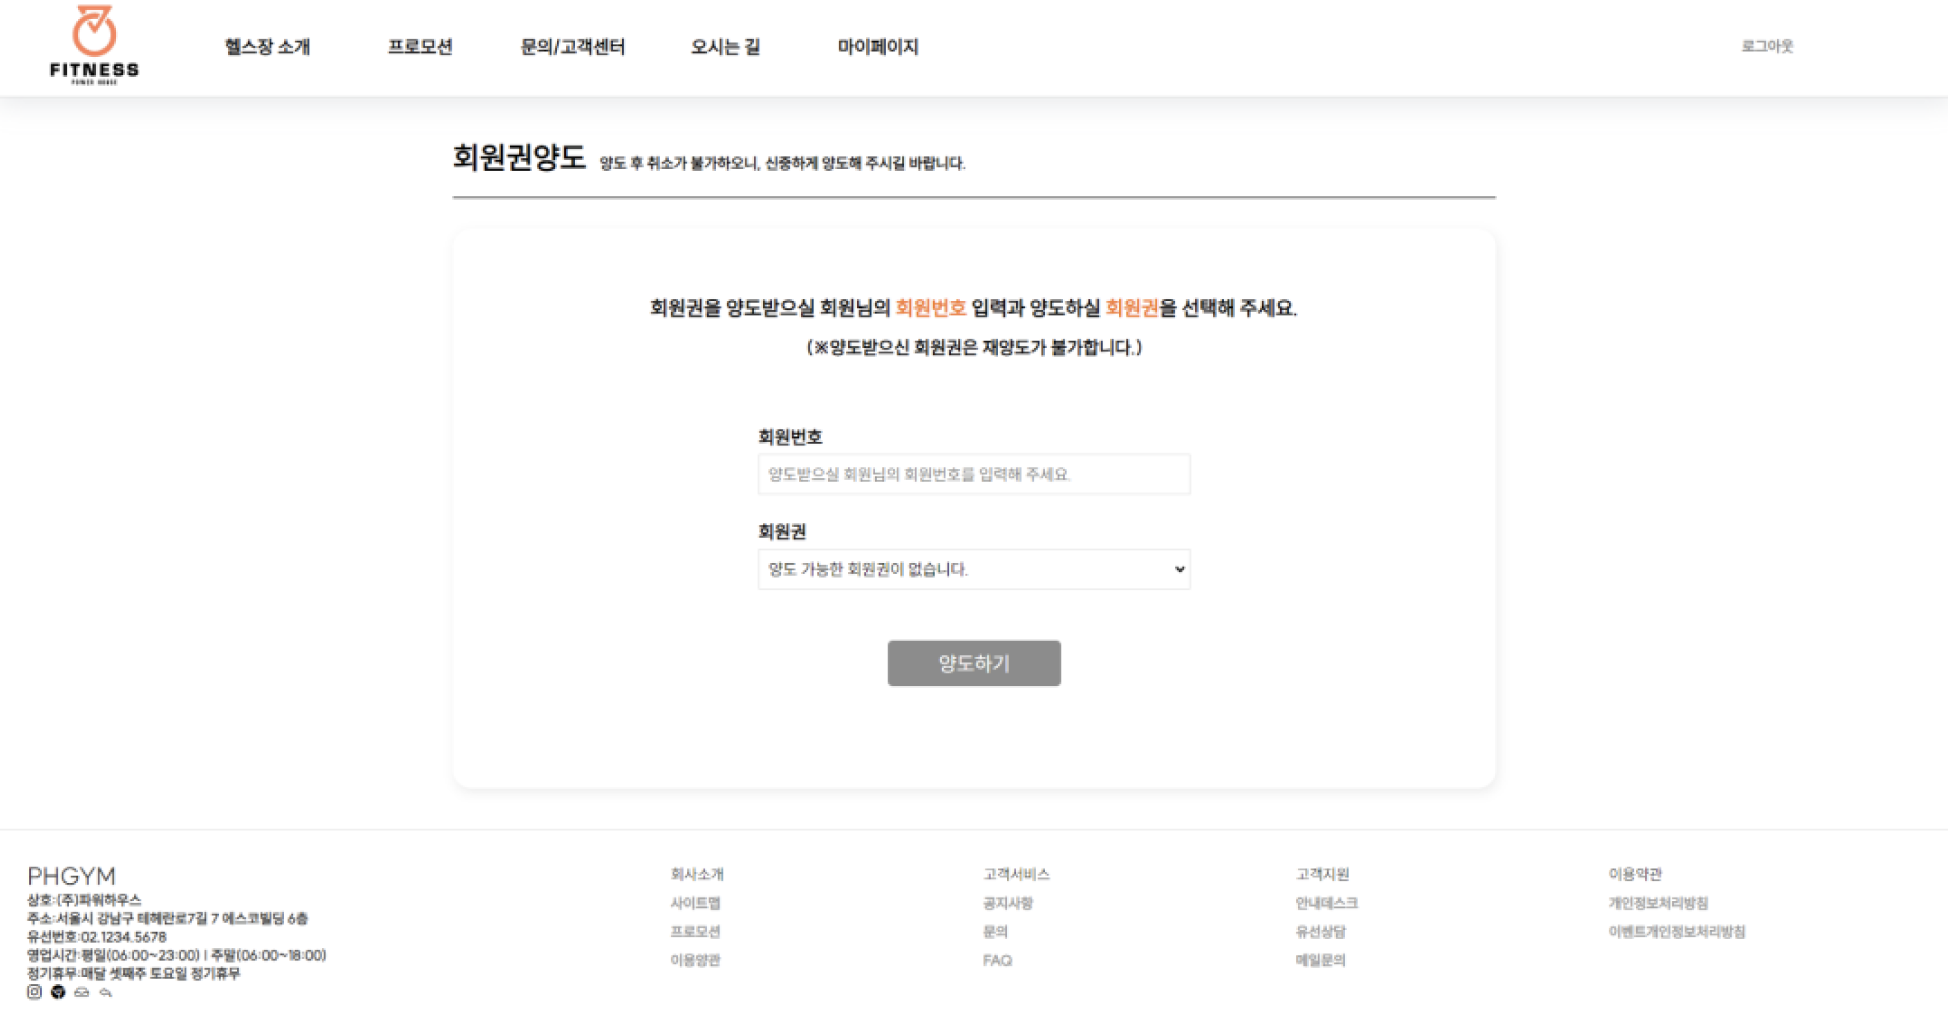 FITNESS
POWER HOUSE
헬스장 소개
프로모션
문의/고객센터
오시는 길
마이페이지
로그아웃
회원권양도 양도 후 취소가 불가하오니, 신중하게 양도해 주시길 바랍니다.
회원권을 양도받으실 회원님의 회원번호 입력과 양도하실 회원권을 선택해 주세요.
(※양도받으신 회원권은 재양도가 불가합니다.)
회원번호
양도받으실 회원님의 회원번호를 입력해 주세요.
회원권
양도 가능한 회원권이 없습니다.
양도하기
PHGYM
상호:(주)파워하우스
주소:서울시 강남구 테헤란로7길 7 에스코빌딩 6층
유선번호:02.1234.5678
영업시간:평일(06:00~23:00) | 주말(06:00~18:00)
정기휴무:매달 셋째주 토요일 정기휴무
회사소개
사이트맵
프로모션
이용양관
고객서비스
공지사항
문의
FAQ
고객지원
안내데스크
유선상담
메일문의
이용약관
개인정보처리방침
이벤트개인정보처리방침